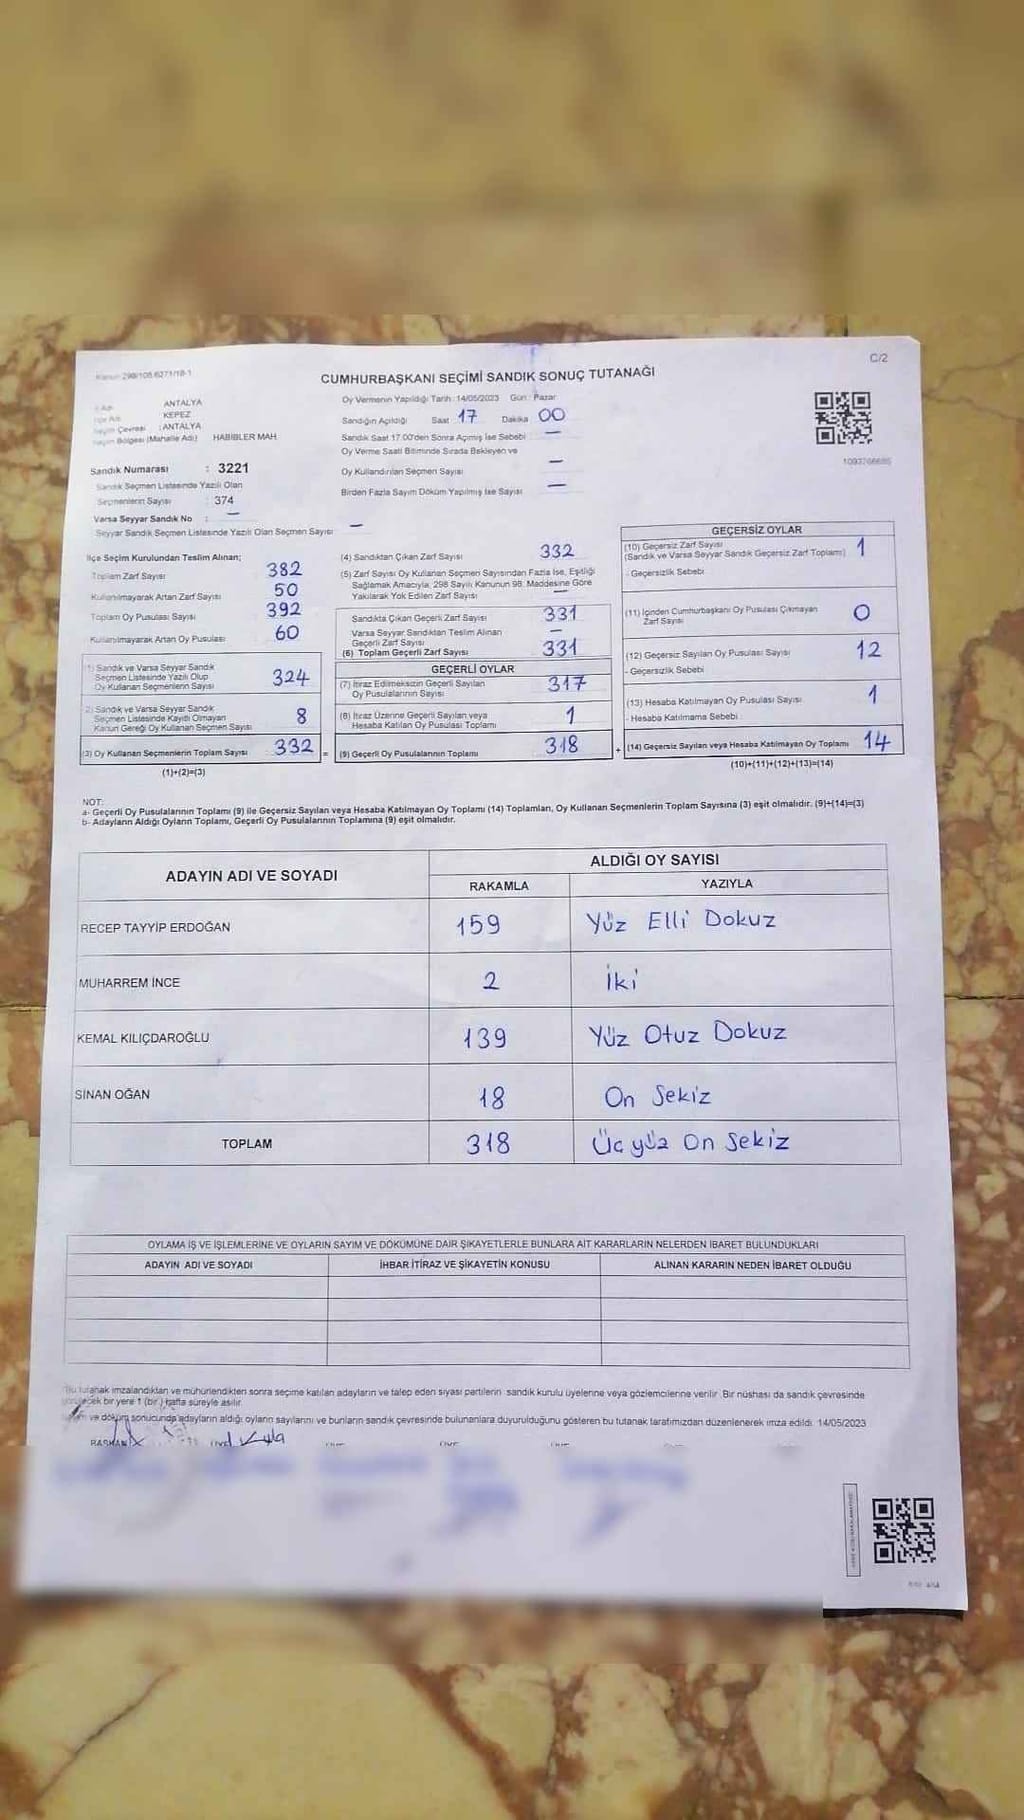 C/2
CUMHURBAŞKANI SEÇİMİ SANDIK SONUÇ TUTANAĞI
ANTALYA
KEPEZ
Seçim Çevresi : ANTALYA
Seçim Bölgesi (Mahalle Adı) HABİBLER MAH
Sandık Numarası : 3221
Sandık Seçmen Listesinde Yazılı Olan
Seçmenlerin Sayısı : 374
Varsa Seyyar Sandık No : –
Seyyar Sandık Seçmen Listesinde Yazılı Olan Seçmen Sayısı –
Oy Vermenin Yapıldığı Tarih : 14/05/2023 Gün : Pazar
Sandığın Açıldığı Saat 17 Dakika 00
Sandık Saat 17.00'den Sonra Açmış İse Sebebi –
Oy Verme Saati Bitiminde Sırada Bekleyen ve
Oy Kullandırılan Seçmen Sayısı –
Birden Fazla Sayım Döküm Yapılmış İse Sayısı –
1093766685
İlçe Seçim Kurulundan Teslim Alınan;
Toplam Zarf Sayısı 382
Kullanılmayarak Artan Zarf Sayısı 50
Toplam Oy Pusulası Sayısı 392
Kullanılmayarak Artan Oy Pusulası 60
(1) Sandık ve Varsa Seyyar Sandık
Seçmen Listesinde Yazılı Olup
Oy Kullanan Seçmenlerin Sayısı 324
(2) Sandık ve Varsa Seyyar Sandık
Seçmen Listesinde Kayıtlı Olmayan
Kanun Gereği Oy Kullanan Seçmen Sayısı 8
(3) Oy Kullanan Seçmenlerin Toplam Sayısı 332 =
(1)+(2)=(3)
(4) Sandıktan Çıkan Zarf Sayısı 332
(5) Zarf Sayısı Oy Kullanan Seçmen Sayısından Fazla İse, Eşitliği
Sağlamak Amacıyla, 298 Sayılı Kanunun 98. Maddesine Göre
Yakılarak Yok Edilen Zarf Sayısı –
Sandıkta Çıkan Geçerli Zarf Sayısı 331
Varsa Seyyar Sandıktan Teslim Alınan
Geçerli Zarf Sayısı –
(6) Toplam Geçerli Zarf Sayısı 331
GEÇERLİ OYLAR
(7) İtiraz Edilmeksizin Geçerli Sayılan
Oy Pusulalarının Sayısı 317
(8) İtiraz Üzerine Geçerli Sayılan veya
Hesaba Katılan Oy Pusulası Toplamı 1
(9) Geçerli Oy Pusulalarının Toplamı 318 +
GEÇERSİZ OYLAR
(10) Geçersiz Zarf Sayısı
(Sandık ve Varsa Seyyar Sandık Geçersiz Zarf Toplamı) 1
- Geçersizlik Sebebi
(11) İçinden Cumhurbaşkanı Oy Pusulası Çıkmayan
Zarf Sayısı 0
(12) Geçersiz Sayılan Oy Pusulası Sayısı 12
- Geçersizlik Sebebi
(13) Hesaba Katılmayan Oy Pusulası Sayısı 1
- Hesaba Katılmama Sebebi
(14) Geçersiz Sayılan veya Hesaba Katılmayan Oy Toplamı 14
(10)+(11)+(12)+(13)=(14)
NOT:
a- Geçerli Oy Pusulalarının Toplamı (9) ile Geçersiz Sayılan veya Hesaba Katılmayan Oy Toplamı (14) Toplamları, Oy Kullanan Seçmenlerin Toplam Sayısına (3) eşit olmalıdır. (9)+(14)=(3)
b- Adayların Aldığı Oyların Toplamı, Geçerli Oy Pusulalarının Toplamına (9) eşit olmalıdır.
ADAYIN ADI VE SOYADI
ALDIĞI OY SAYISI
RAKAMLA YAZIYLA
RECEP TAYYİP ERDOĞAN 159 Yüz Elli Dokuz
MUHARREM İNCE 2 İki
KEMAL KILIÇDAROĞLU 139 Yüz Otuz Dokuz
SİNAN OĞAN 18 On Sekiz
TOPLAM 318 Üç yüz On Sekiz
OYLAMA İŞ VE İŞLEMLERİNE VE OYLARIN SAYIM VE DÖKÜMÜNE DAİR ŞİKAYETLERLE BUNLARA AİT KARARLARIN NELERDEN İBARET BULUNDUKLARI
ADAYIN ADI VE SOYADI İHBAR İTİRAZ VE ŞİKAYETİN KONUSU ALINAN KARARIN NEDEN İBARET OLDUĞU
Bu tutanak imzalandıktan ve mühürlendikten sonra seçime katılan adayların ve talep eden siyasi partilerin sandık kurulu üyelerine veya gözlemcilerine verilir. Bir nüshası da sandık çevresinde
görülecek bir yere 1 (bir) hafta süreyle asılır.
ve döküm sonucunda adayların aldığı oyların sayılarını ve bunların sandık çevresinde bulunanlara duyurulduğunu gösteren bu tutanak tarafımızdan düzenlenerek imza edildi. 14/05/2023
BAŞKAN